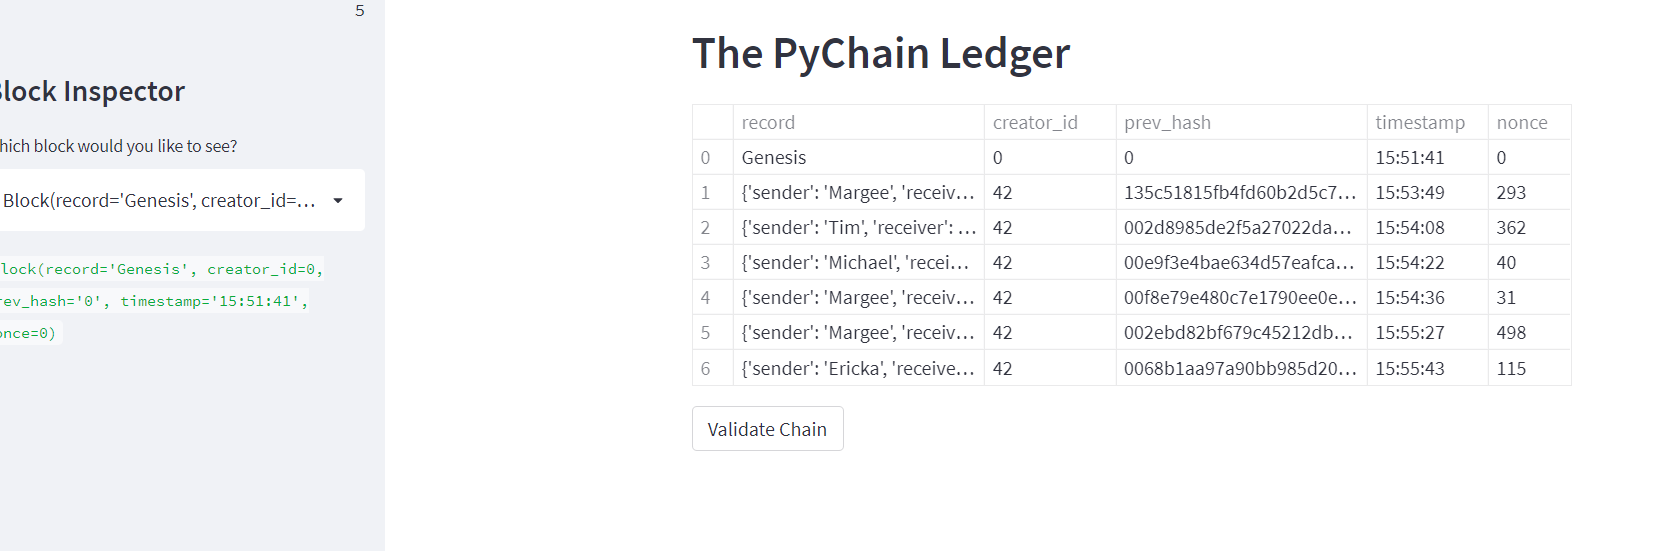 5
lock Inspector
hich block would you like to see?
Block(record='Genesis', creator_id=...
lock(record='Genesis', creator_id=0,
rev_hash='0', timestamp='15:51:41',
once=0)
The PyChain Ledger
record creator_id prev_hash timestamp nonce
0 Genesis 0 0 15:51:41 0
1 {'sender': 'Margee', 'receiv... 42 135c51815fb4fd60b2d5c7... 15:53:49 293
2 {'sender': 'Tim', 'receiver': ... 42 002d8985de2f5a27022da... 15:54:08 362
3 {'sender': 'Michael', 'recei... 42 00e9f3e4bae634d57eafca... 15:54:22 40
4 {'sender': 'Margee', 'receiv... 42 00f8e79e480c7e1790ee0e... 15:54:36 31
5 {'sender': 'Margee', 'receiv... 42 002ebd82bf679c45212db... 15:55:27 498
6 {'sender': 'Ericka', 'receive... 42 0068b1aa97a90bb985d20... 15:55:43 115
Validate Chain